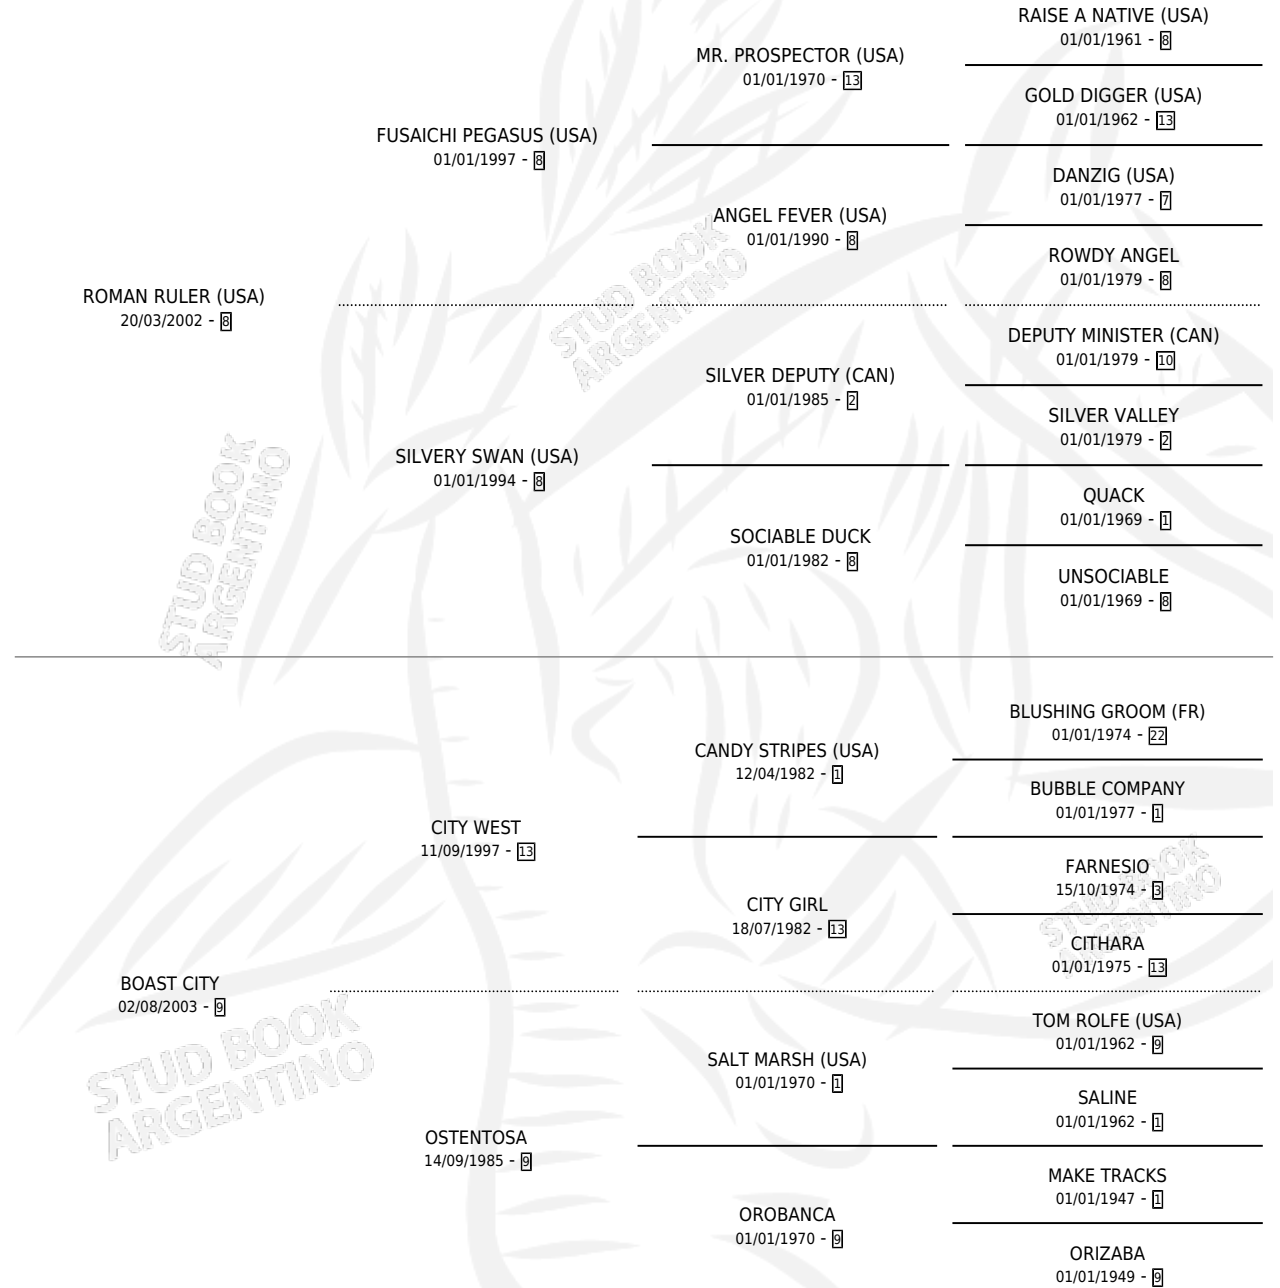 RAISE A NATIVE (USA)
01/01/1961 - 8
MR. PROSPECTOR (USA)
01/01/1970 - 13
GOLD DIGGER (USA)
01/01/1962 - 13
FUSAICHI PEGASUS (USA)
01/01/1997 - 8
DANZIG (USA)
01/01/1977 - 7
ANGEL FEVER (USA)
01/01/1990 - 8
ROWDY ANGEL
01/01/1979 - 8
ROMAN RULER (USA)
20/03/2002 - 8
STUD BOOK
ARGENTINO
DEPUTY MINISTER (CAN)
01/01/1979 - 10
SILVER DEPUTY (CAN)
01/01/1985 - 2
SILVER VALLEY
01/01/1979 - 2
SILVERY SWAN (USA)
01/01/1994 - 8
QUACK
01/01/1969 - 1
SOCIABLE DUCK
01/01/1982 - 8
UNSOCIABLE
01/01/1969 - 8
STUD BOOK
ARGENTINO
BLUSHING GROOM (FR)
01/01/1974 - 22
CANDY STRIPES (USA)
12/04/1982 - 1
BUBBLE COMPANY
01/01/1977 - 1
CITY WEST
11/09/1997 - 13
FARNESIO
15/10/1974 - 3
CITY GIRL
18/07/1982 - 13
CITHARA
01/01/1975 - 13
STUD BOOK
ARGENTINO
BOAST CITY
02/08/2003 - 9
TOM ROLFE (USA)
01/01/1962 - 9
SALT MARSH (USA)
01/01/1970 - 1
SALINE
01/01/1962 - 1
STUD BOOK
ARGENTINO
OSTENTOSA
14/09/1985 - 9
MAKE TRACKS
01/01/1947 - 1
OROBANCA
01/01/1970 - 9
ORIZABA
01/01/1949 - 9